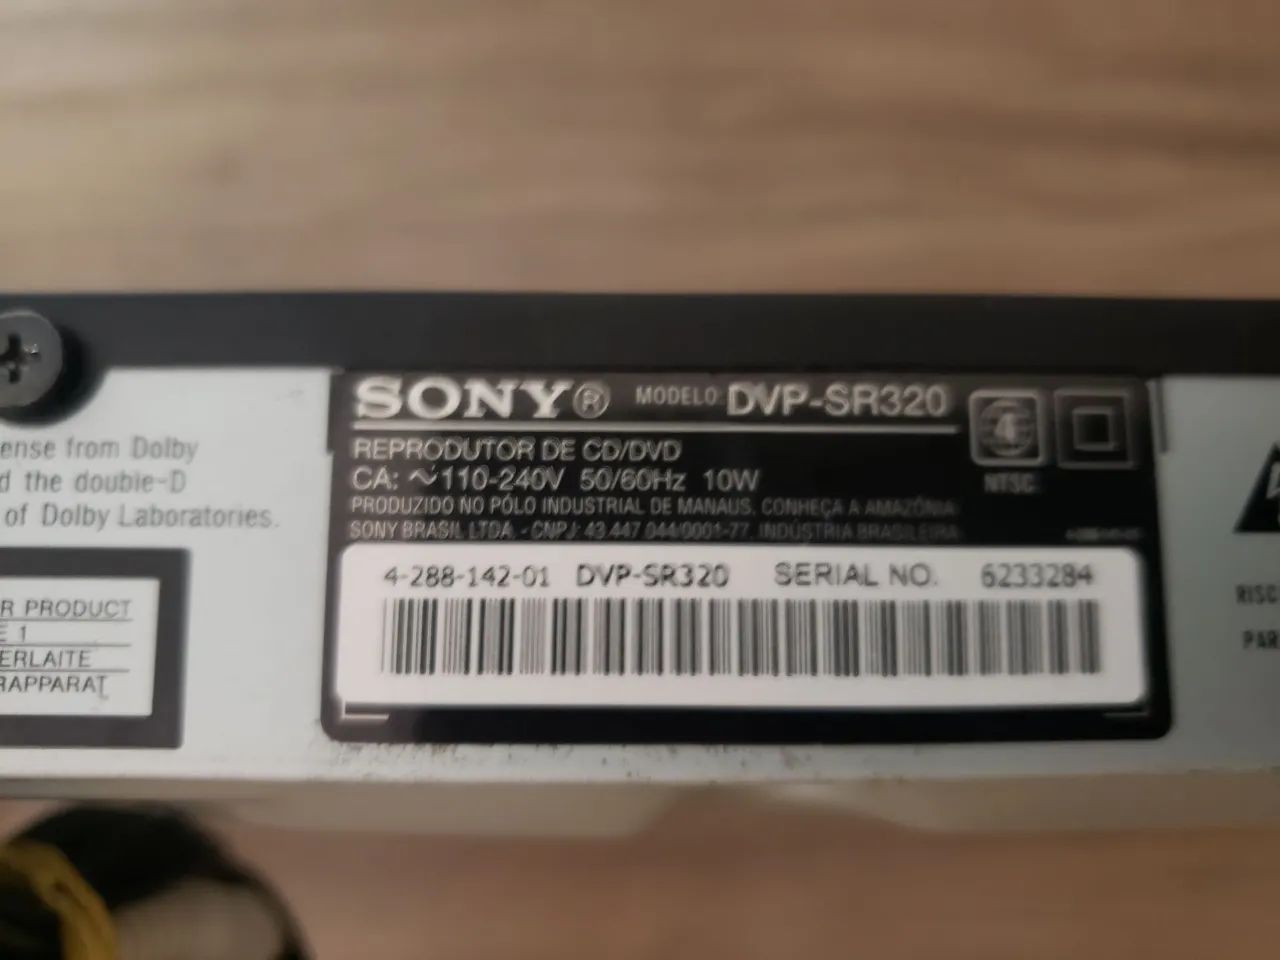 SONY® MODELO: DVP-SR320
REPRODUTOR DE CD/DVD
CA: ~110-240V 50/60Hz 10W
PRODUZIDO NO PÓLO INDUSTRIAL DE MANAUS. CONHEÇA A AMAZÔNIA
SONY BRASIL LTDA. - CNPJ: 43.447.044/0001-77. INDÚSTRIA BRASILEIRA
NTSC
4-288-142-01 DVP-SR320 SERIAL NO. 6233284
ense from Dolby
d the double-D
of Dolby Laboratories.
R PRODUCT
E 1
ERLAITE
RAPPARAT
RISC
PAR